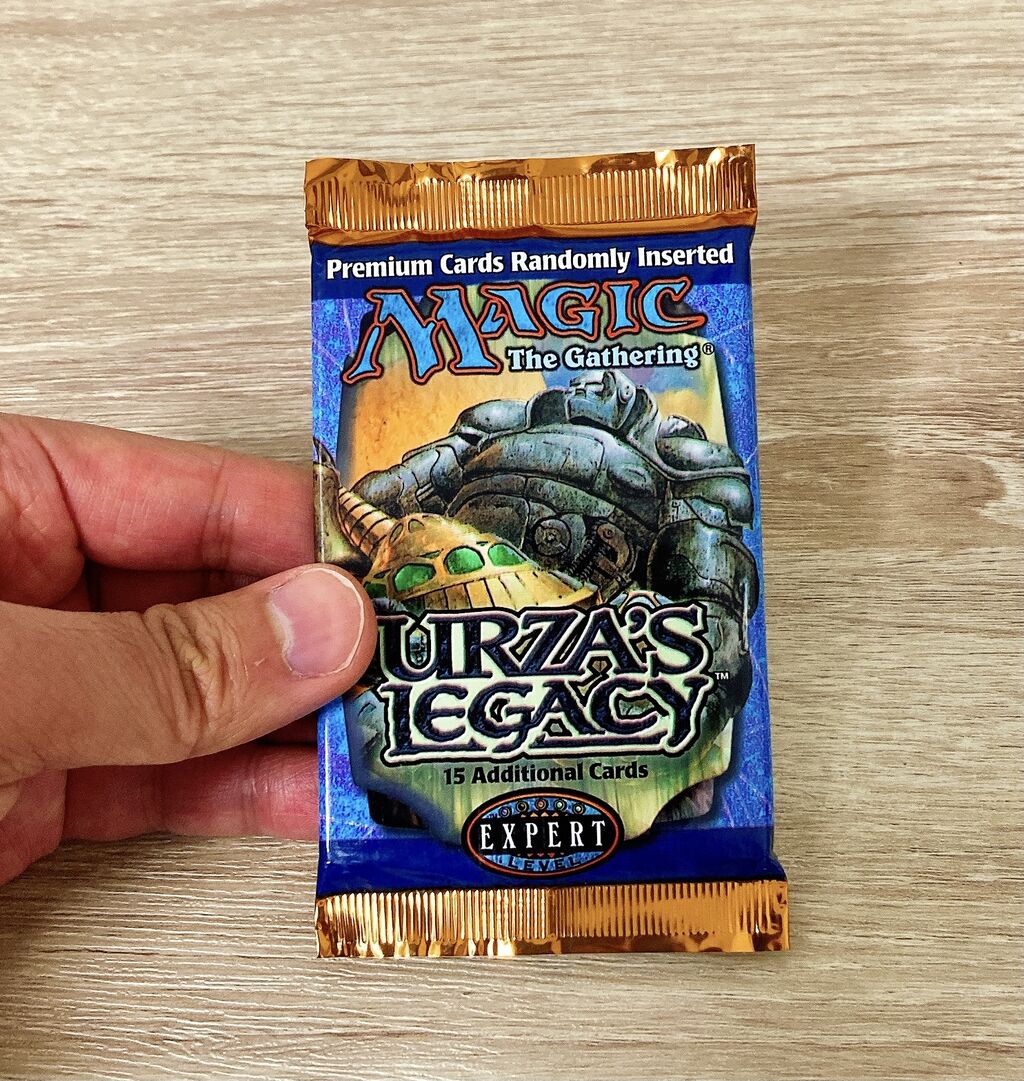 Premium Cards Randomly Inserted
MAGIC
The Gathering®
URZA'S
LEGACY™
15 Additional Cards
EXPERT
LEVEL